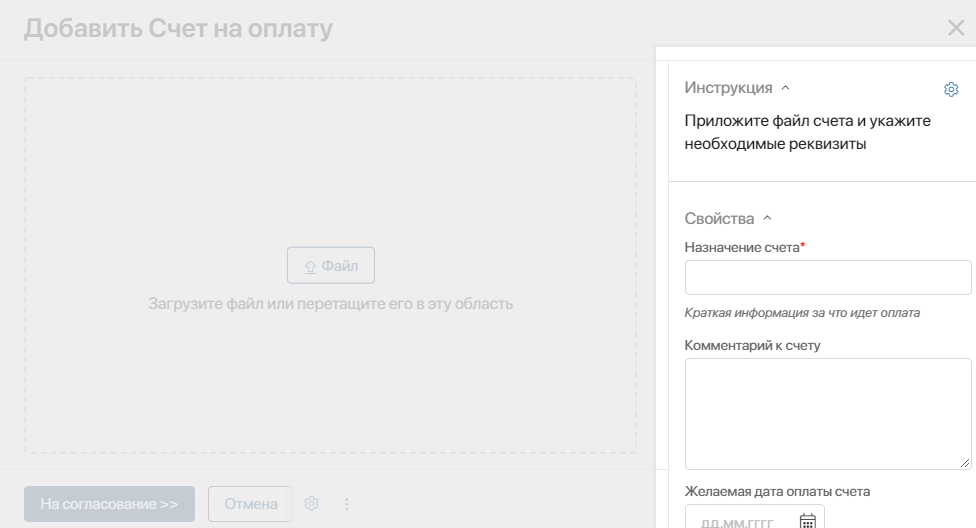 Добавить Счет на оплату
Файл
Загрузите файл или перетащите его в эту область
На согласование >>
Отмена
Инструкция
Приложите файл счета и укажите
необходимые реквизиты
Свойства
Назначение счета*
Краткая информация за что идет оплата
Комментарий к счету
Желаемая дата оплаты счета
дд.мм.гггг